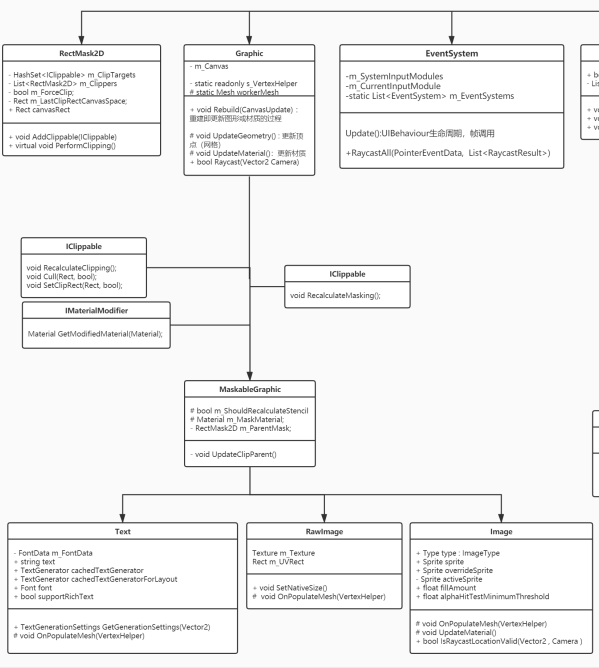 RectMask2D
- HashSet<IClippable> m_ClipTargets
- List<RectMask2D> m_Clippers
- bool m_ForceClip;
- Rect m_LastClipRectCanvasSpace;
+ Rect canvasRect
+ void AddClippable(IClippable)
+ virtual void PerformClipping()
Graphic
- m_Canvas
- static readonly s_VertexHelper
# static Mesh workerMesh
+ void Rebuild(CanvasUpdate) :
重建即更新图形或材质的过程
# void UpdateGeometry() : 更新顶
点（网格）
# void UpdateMaterial() : 更新材质
+ bool Raycast(Vector2 Camera)
EventSystem
-m_SystemInputModules
-m_CurrentInputModule
-static List<EventSystem> m_EventSystems
Update():UIBehaviour生命周期，帧调用
+RaycastAll(PointerEventData, List<RaycastResult>)
IClippable
void RecalculateClipping();
void Cull(Rect, bool);
void SetClipRect(Rect, bool);
IClippable
void RecalculateMasking();
IMaterialModifier
Material GetModifiedMaterial(Material);
MaskableGraphic
# bool m_ShouldRecalculateStencil
# Material m_MaskMaterial;
- RectMask2D m_ParentMask;
- void UpdateClipParent()
Text
- FontData m_FontData
+ string text
+ TextGenerator cachedTextGenerator
+ TextGenerator cachedTextGeneratorForLayout
+ Font font
+ bool supportRichText
+ TextGenerationSettings GetGenerationSettings(Vector2)
# void OnPopulateMesh(VertexHelper)
RawImage
Texture m_Texture
Rect m_UVRect
+ void SetNativeSize()
# void OnPopulateMesh(VertexHelper)
Image
+ Type type : ImageType
+ Sprite sprite
+ Sprite overrideSprite
- Sprite activeSprite
+ float fillAmount
+ float alphaHitTestMinimumThreshold
# void OnPopulateMesh(VertexHelper)
# void UpdateMaterial()
+ bool IsRaycastLocationValid(Vector2 , Camera )